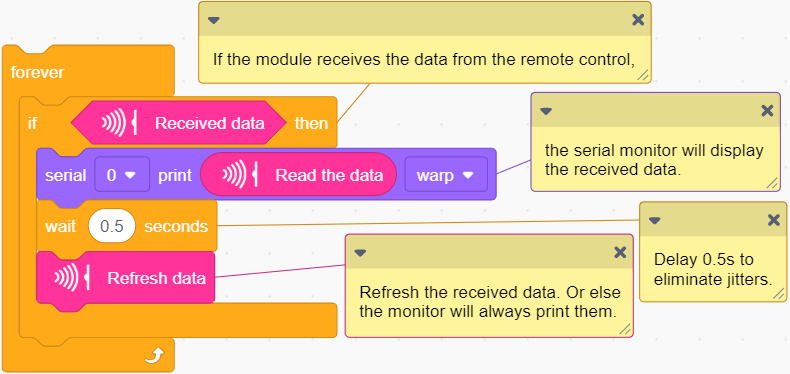 forever
If the module receives the data from the remote control,
if Received data then
serial 0 print Read the data warp
the serial monitor will display
the received data.
wait 0.5 seconds
Delay 0.5s to
eliminate jitters.
Refresh data
Refresh the received data. Or else
the monitor will always print them.